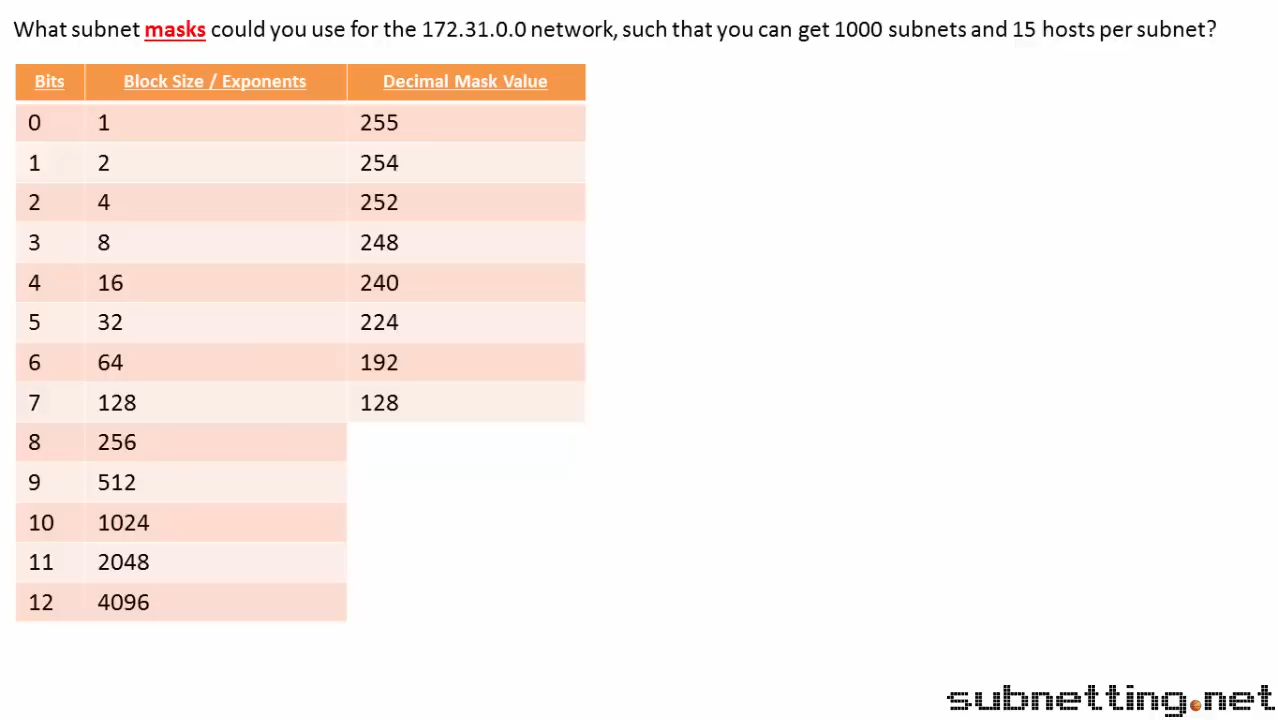 What subnet masks could you use for the 172.31.0.0 network, such that you can get 1000 subnets and 15 hosts per subnet?
Bits Block Size / Exponents Decimal Mask Value
0 1 255
1 2 254
2 4 252
3 8 248
4 16 240
5 32 224
6 64 192
7 128 128
8 256
9 512
10 1024
11 2048
12 4096
subnetting.net